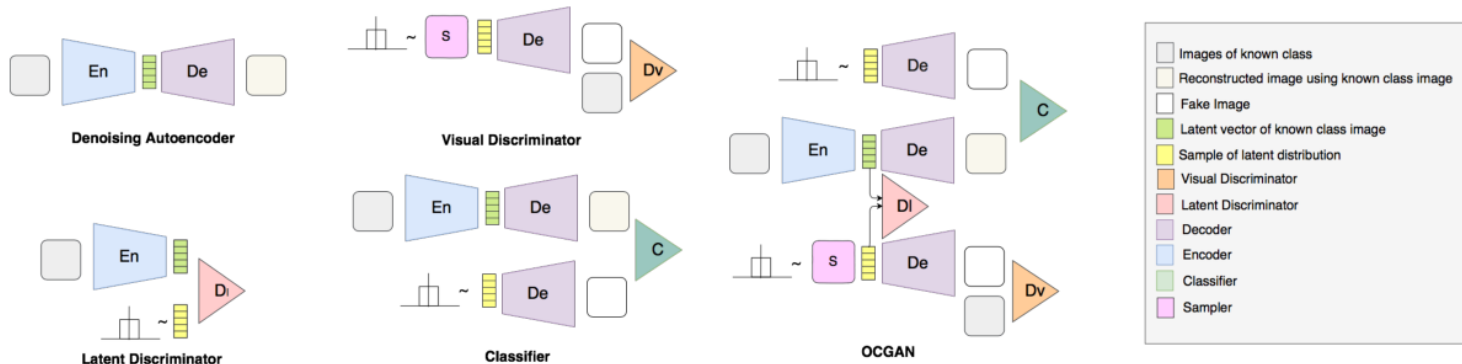 En
De
Denoising Autoencoder
~
S
De
Dv
Visual Discriminator
En
~
Dl
Latent Discriminator
En
De
C
~
De
Classifier
~
De
C
En
De
Dl
~
S
De
Dv
OCGAN
Images of known class
Reconstructed image using known class image
Fake Image
Latent vector of known class image
Sample of latent distribution
Visual Discriminator
Latent Discriminator
Decoder
Encoder
Classifier
Sampler